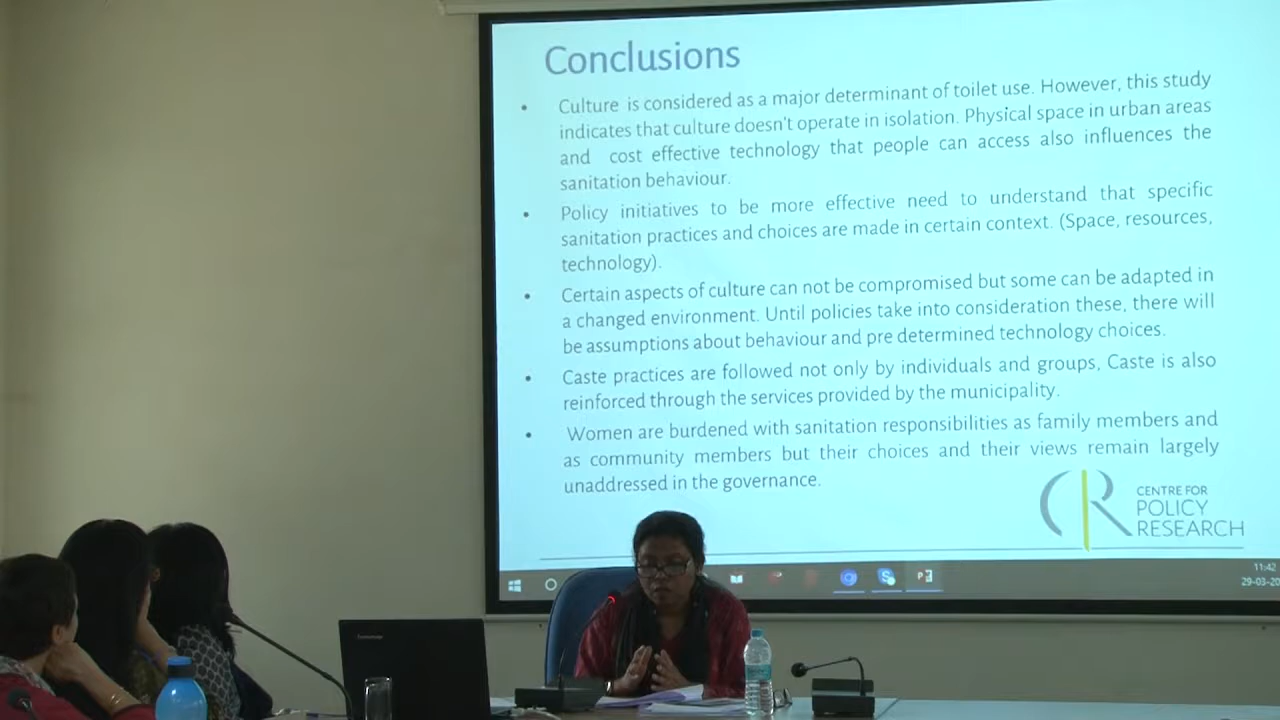 Conclusions
• Culture is considered as a major determinant of toilet use. However, this study
indicates that culture doesn't operate in isolation. Physical space in urban areas
and cost effective technology that people can access also influences the
sanitation behaviour.
• Policy initiatives to be more effective need to understand that specific
sanitation practices and choices are made in certain context. (Space, resources,
technology).
• Certain aspects of culture can not be compromised but some can be adapted in
a changed environment. Until policies take into consideration these, there will
be assumptions about behaviour and pre determined technology choices.
• Caste practices are followed not only by individuals and groups, Caste is also
reinforced through the services provided by the municipality.
• Women are burdened with sanitation responsibilities as family members and
as community members but their choices and their views remain largely
unaddressed in the governance.
CENTRE FOR
POLICY
RESEARCH
11:42
29-03-20